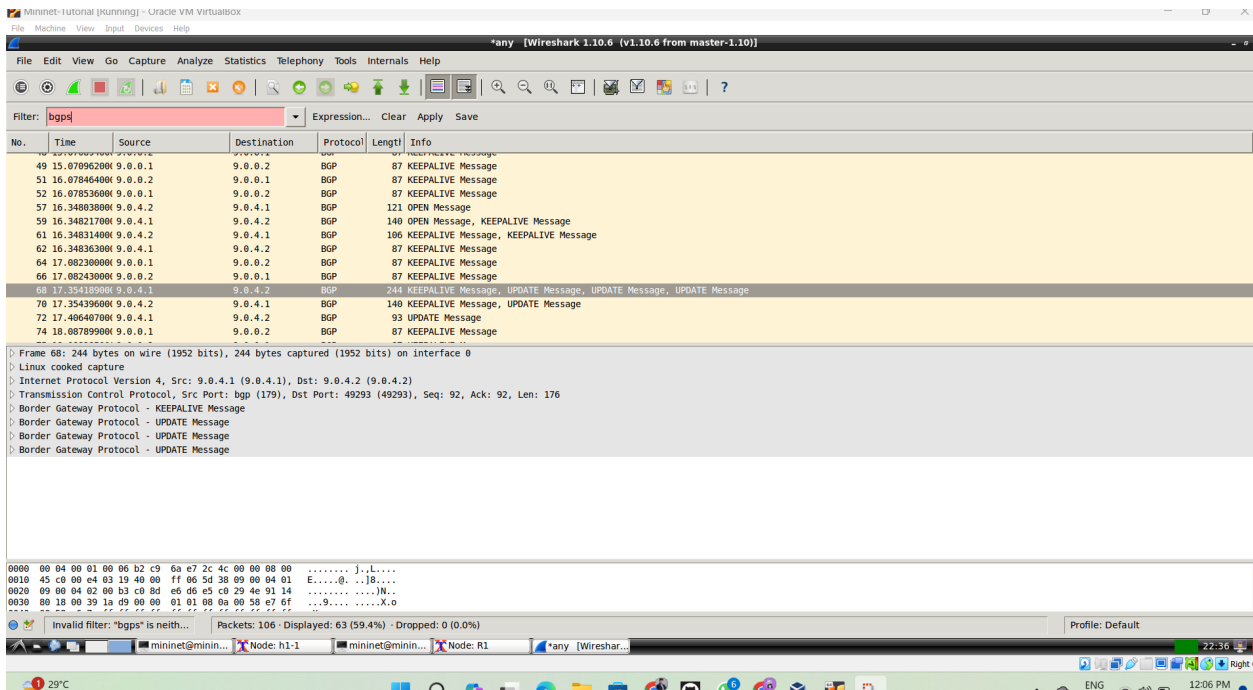 Mininet-Tutorial [Running] - Oracle VM VirtualBox
File Machine View Input Devices Help
*any [Wireshark 1.10.6 (v1.10.6 from master-1.10)]
File Edit View Go Capture Analyze Statistics Telephony Tools Internals Help
Filter: bgps Expression... Clear Apply Save
No. Time Source Destination Protocol Length Info
49 15.07096200( 9.0.0.1 9.0.0.2 BGP 87 KEEPALIVE Message
51 16.07846400( 9.0.0.2 9.0.0.1 BGP 87 KEEPALIVE Message
52 16.07853600( 9.0.0.1 9.0.0.2 BGP 87 KEEPALIVE Message
57 16.34803800( 9.0.4.2 9.0.4.1 BGP 121 OPEN Message
59 16.34821700( 9.0.4.1 9.0.4.2 BGP 140 OPEN Message, KEEPALIVE Message
61 16.34831400( 9.0.4.2 9.0.4.1 BGP 106 KEEPALIVE Message, KEEPALIVE Message
62 16.34836300( 9.0.4.1 9.0.4.2 BGP 87 KEEPALIVE Message
64 17.08230000( 9.0.0.1 9.0.0.2 BGP 87 KEEPALIVE Message
66 17.08243000( 9.0.0.2 9.0.0.1 BGP 87 KEEPALIVE Message
68 17.35418900( 9.0.4.1 9.0.4.2 BGP 244 KEEPALIVE Message, UPDATE Message, UPDATE Message, UPDATE Message
70 17.35439600( 9.0.4.2 9.0.4.1 BGP 140 KEEPALIVE Message, UPDATE Message
72 17.40640700( 9.0.4.1 9.0.4.2 BGP 93 UPDATE Message
74 18.08789900( 9.0.0.1 9.0.0.2 BGP 87 KEEPALIVE Message
Frame 68: 244 bytes on wire (1952 bits), 244 bytes captured (1952 bits) on interface 0
Linux cooked capture
Internet Protocol Version 4, Src: 9.0.4.1 (9.0.4.1), Dst: 9.0.4.2 (9.0.4.2)
Transmission Control Protocol, Src Port: bgp (179), Dst Port: 49293 (49293), Seq: 92, Ack: 92, Len: 176
Border Gateway Protocol - KEEPALIVE Message
Border Gateway Protocol - UPDATE Message
Border Gateway Protocol - UPDATE Message
Border Gateway Protocol - UPDATE Message
0000 00 04 00 01 00 06 b2 c9 6a e7 2c 4c 00 00 08 00 ........ j.,L....
0010 45 c0 00 e4 03 19 40 00 ff 06 5d 38 09 00 04 01 E.....@. ..]8....
0020 09 00 04 02 00 b3 c0 8d e6 d6 e5 c0 29 4e 91 14 ........ ....)N..
0030 80 18 00 39 1a d9 00 00 01 01 08 0a 00 58 e7 6f ...9.... .....X.o
Invalid filter: "bgps" is neith... Packets: 106 · Displayed: 63 (59.4%) · Dropped: 0 (0.0%) Profile: Default
mininet@minin... Node: h1-1 mininet@minin... Node: R1 *any [Wireshar... 22:36
Right
1 29°C 6 ENG 12:06 PM